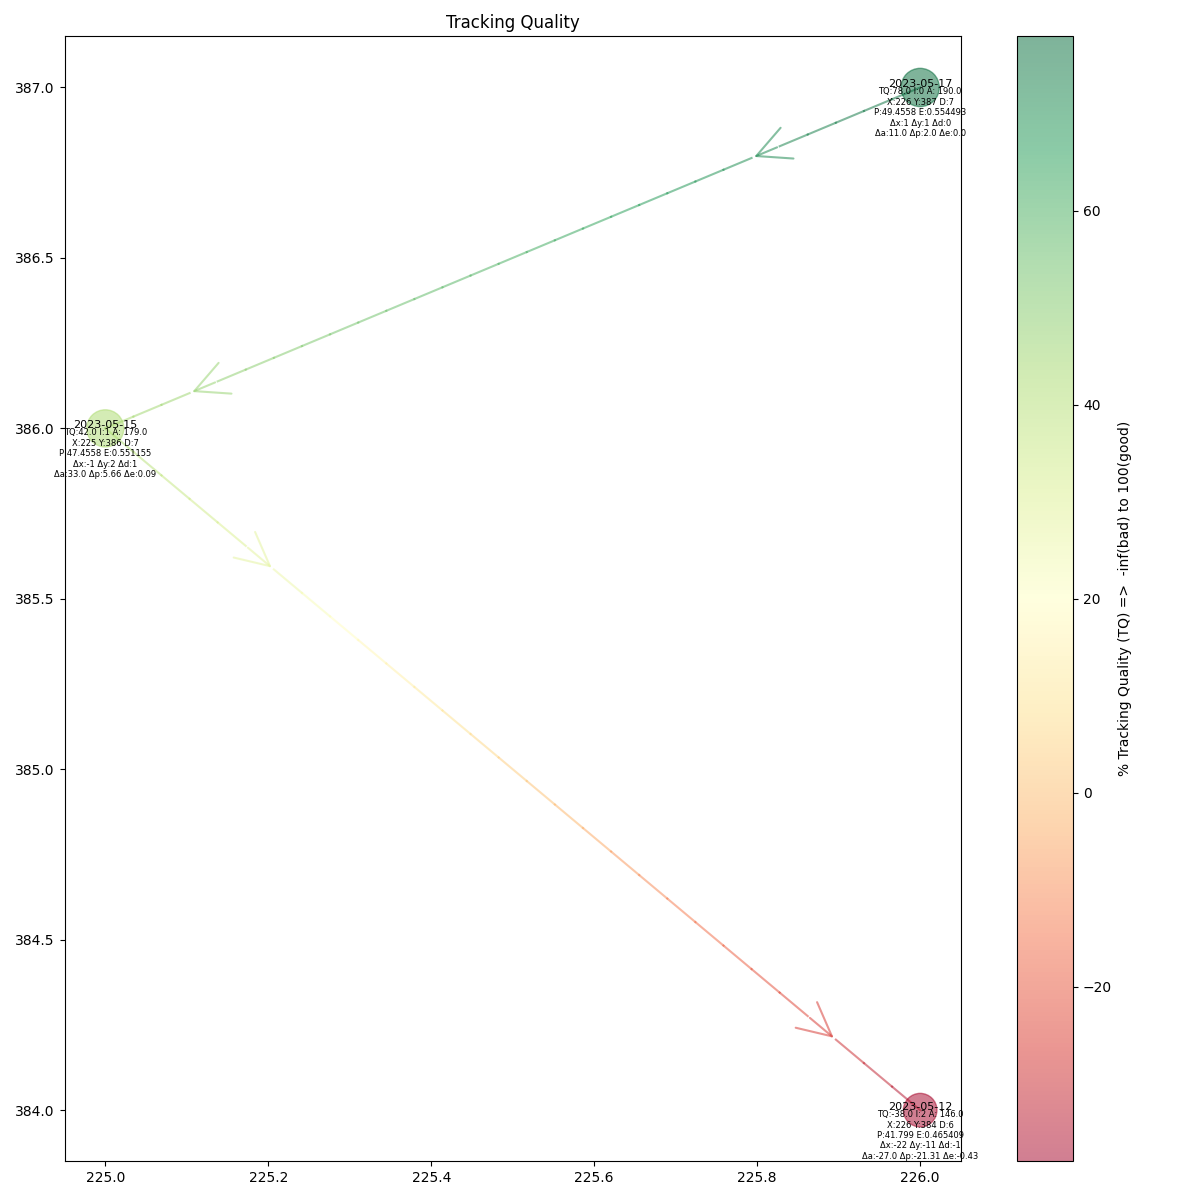 Tracking Quality
387.0
386.5
386.0
385.5
385.0
384.5
384.0
2023-05-17
TQ:78.0 I:0 A: 190.0
X:226 Y:387 D:7
P:49.4558 E:0.554493
Δx:1 Δy:1 Δd:0
Δa:11.0 Δp:2.0 Δe:0.0
2023-05-15
TQ:42.0 I:1 A: 179.0
X:225 Y:386 D:7
P:47.4558 E:0.551155
Δx:-1 Δy:2 Δd:1
Δa:33.0 Δp:5.66 Δe:0.09
2023-05-12
TQ:-38.0 I:2 A: 146.0
X:226 Y:384 D:6
P:41.799 E:0.465409
Δx:-22 Δy:-11 Δd:-1
Δa:-27.0 Δp:-21.31 Δe:-0.43
225.0 225.2 225.4 225.6 225.8 226.0
60
40
20
0
−20
% Tracking Quality (TQ) => -inf(bad) to 100(good)